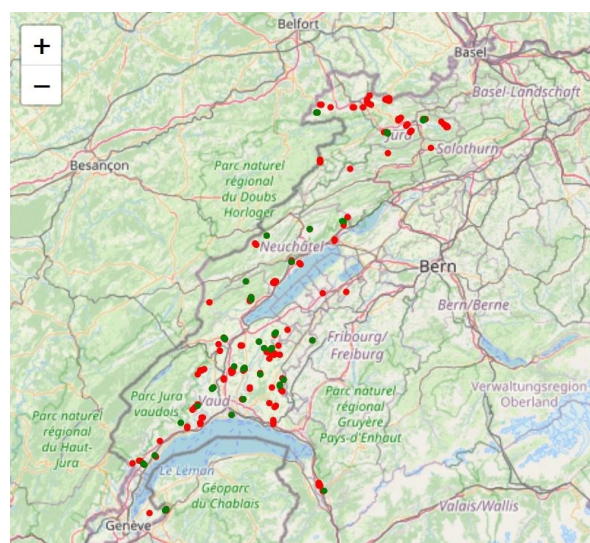 +
−
Belfort
Basel
Basel-Landschaft
Jura
Solothurn
Besançon
Parc naturel
régional
du Doubs
Horloger
Neuchâtel
Bern
Bern/Berne
Fribourg/
Freiburg
Verwaltungsregion
Oberland
Parc Jura
vaudois
Vaud
Parc naturel
régional
Gruyère
Pays-d'Enhaut
Parc naturel
régional
du Haut-
Jura
Le Léman
Géoparc
du Chablais
Valais/Wallis
Genève